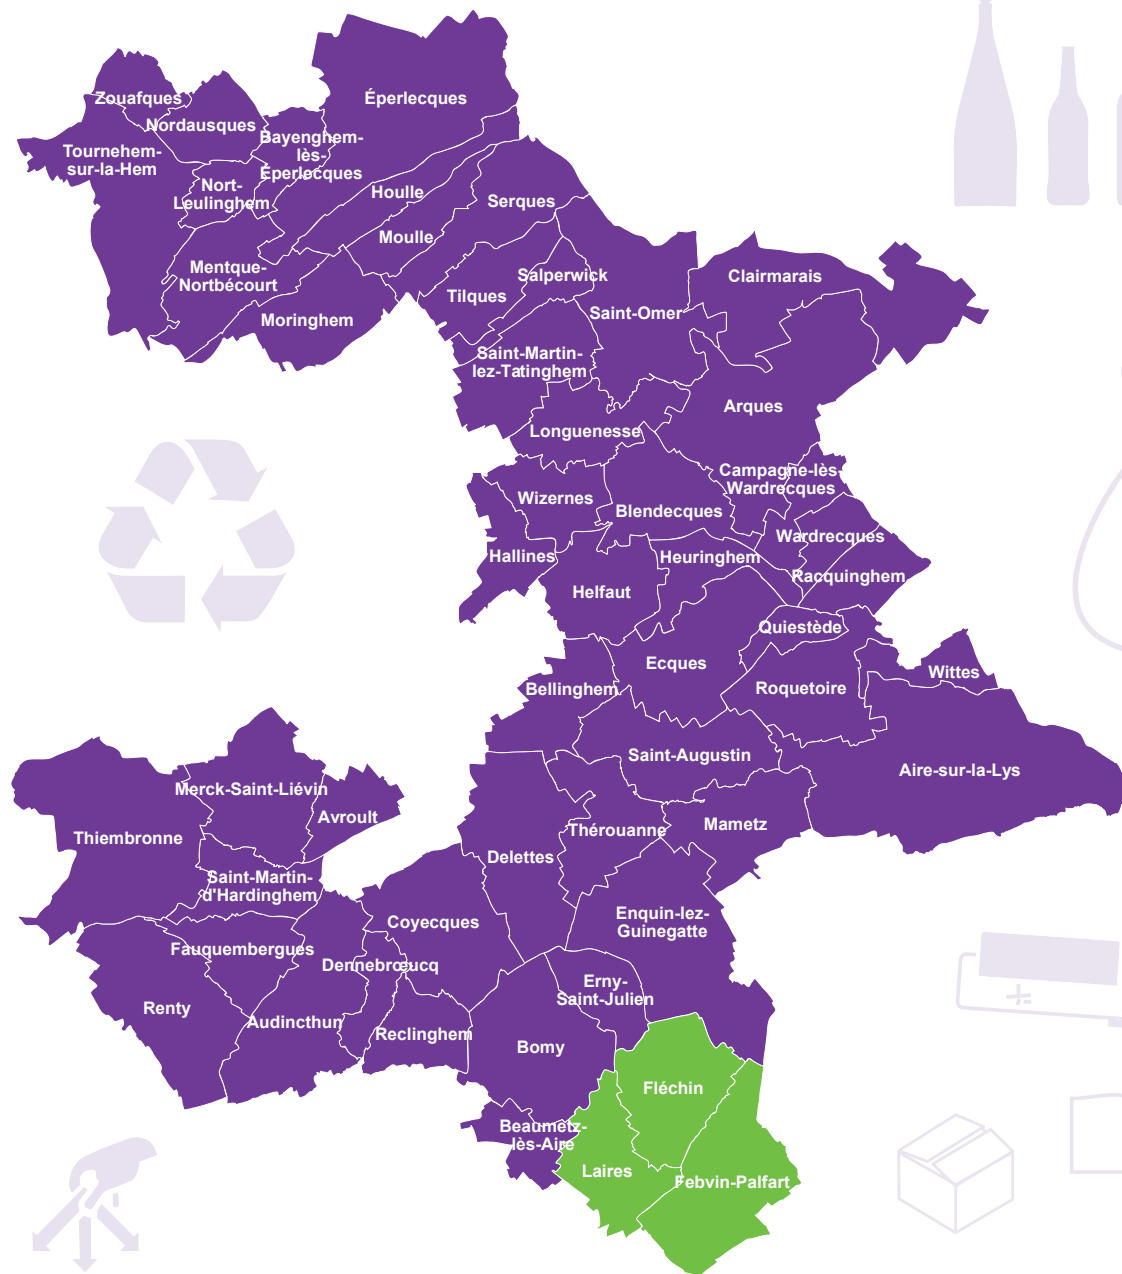 Éperlecques
Zouafques
Nordausques
Bayenghem-
lès-
Éperlocques
Tournehem-
sur-la-Hem
Nort-
Leulinghem
Houlle
Serques
Moulle
Mentque-
Nortbécourt
Salperwick
Clairmarais
Tilques
Saint-Omer
Moringhem
Saint-Martin-
lez-Tatinghem
Arques
Longuenesse
Campagne-lès-
Wardrecques
Wizernes
Blendecques
Wardrecques
Hallines
Heuringhem
Racquinghem
Helfaut
Quiestède
Ecques
Wittes
Bellinghem
Roquetoire
Saint-Augustin
Aire-sur-la-Lys
Merck-Saint-Liévin
Avroult
Thiembronne
Thérouanne
Mametz
Delettes
Saint-Martin-
d'Hardinghem
Enquin-lez-
Guinegatte
Coyecques
Fauquembergues
Dennebrœucq
Erny-
Saint-Julien
Renty
Audincthun
Reclinghem
Bomy
Fléchin
Beaumetz-
lès-Aire
Laires
Febvin-Palfart